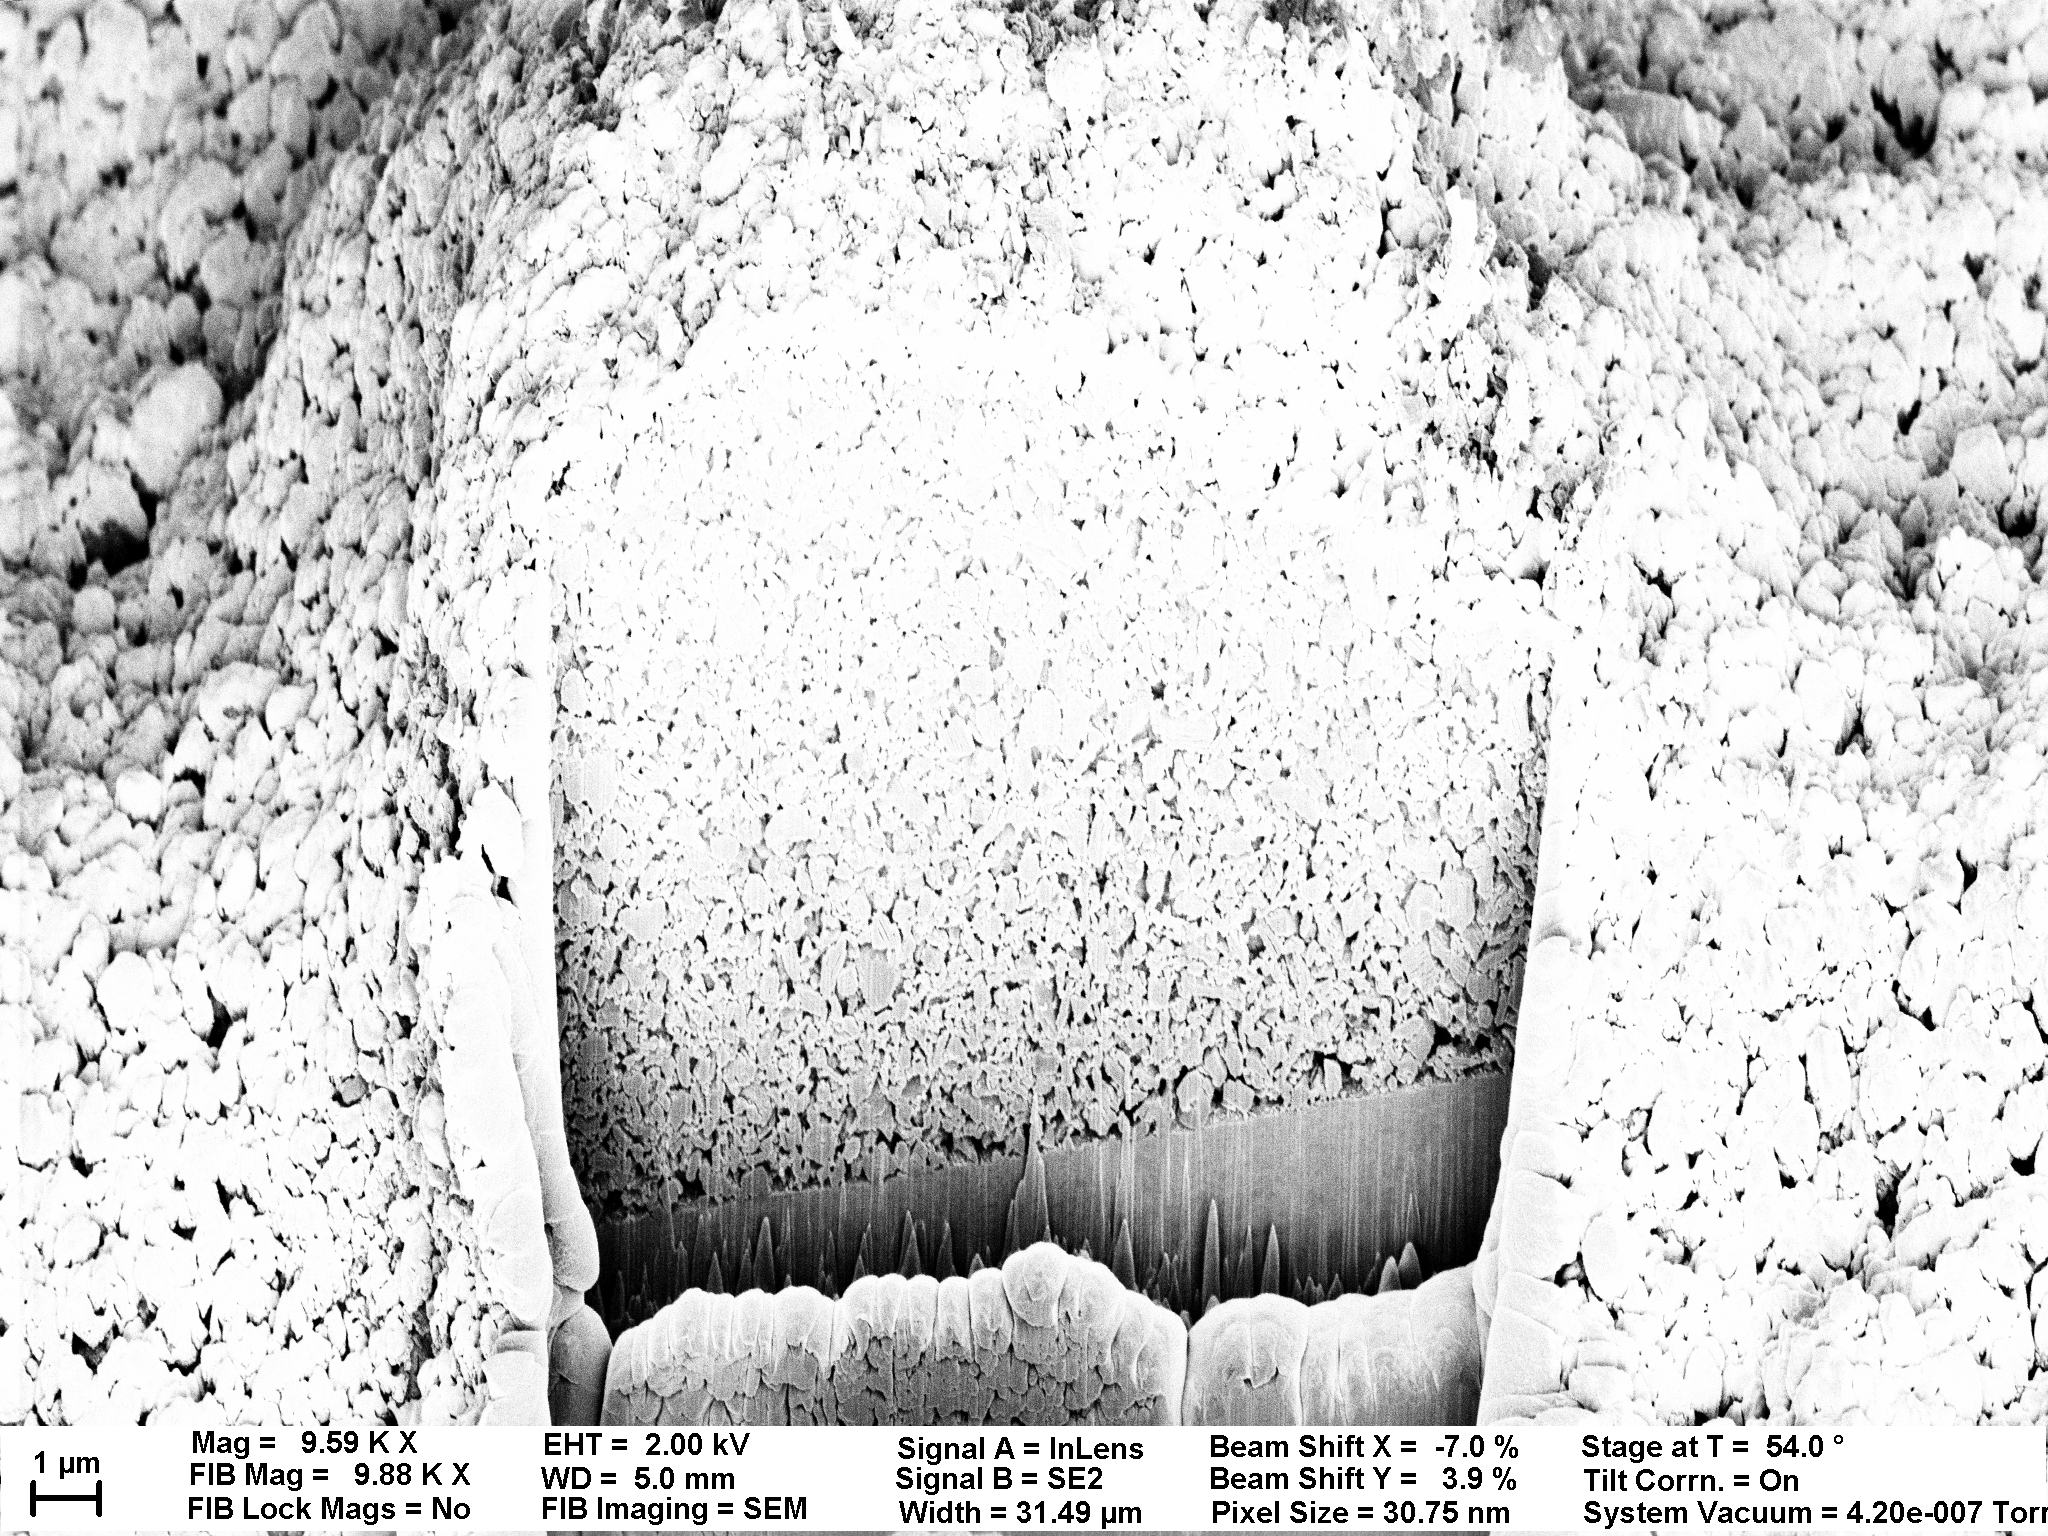 1 µm
Mag = 9.59 K X
FIB Mag = 9.88 K X
FIB Lock Mags = No
EHT = 2.00 kV
WD = 5.0 mm
FIB Imaging = SEM
Signal A = InLens
Signal B = SE2
Width = 31.49 µm
Beam Shift X = -7.0 %
Beam Shift Y = 3.9 %
Pixel Size = 30.75 nm
Stage at T = 54.0 °
Tilt Corrn. = On
System Vacuum = 4.20e-007 Torr